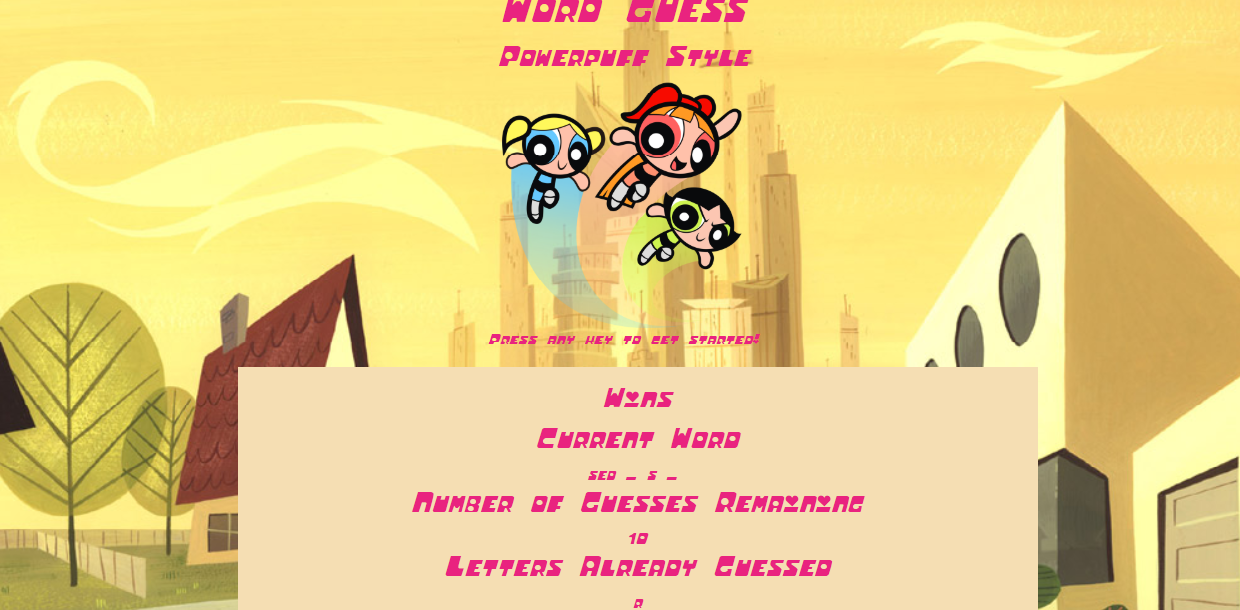 Word Guess
Powerpuff Style
Press any key to get started!
Wins
Current Word
sed _ s _
Number of Guesses Remaining
10
Letters Already Guessed